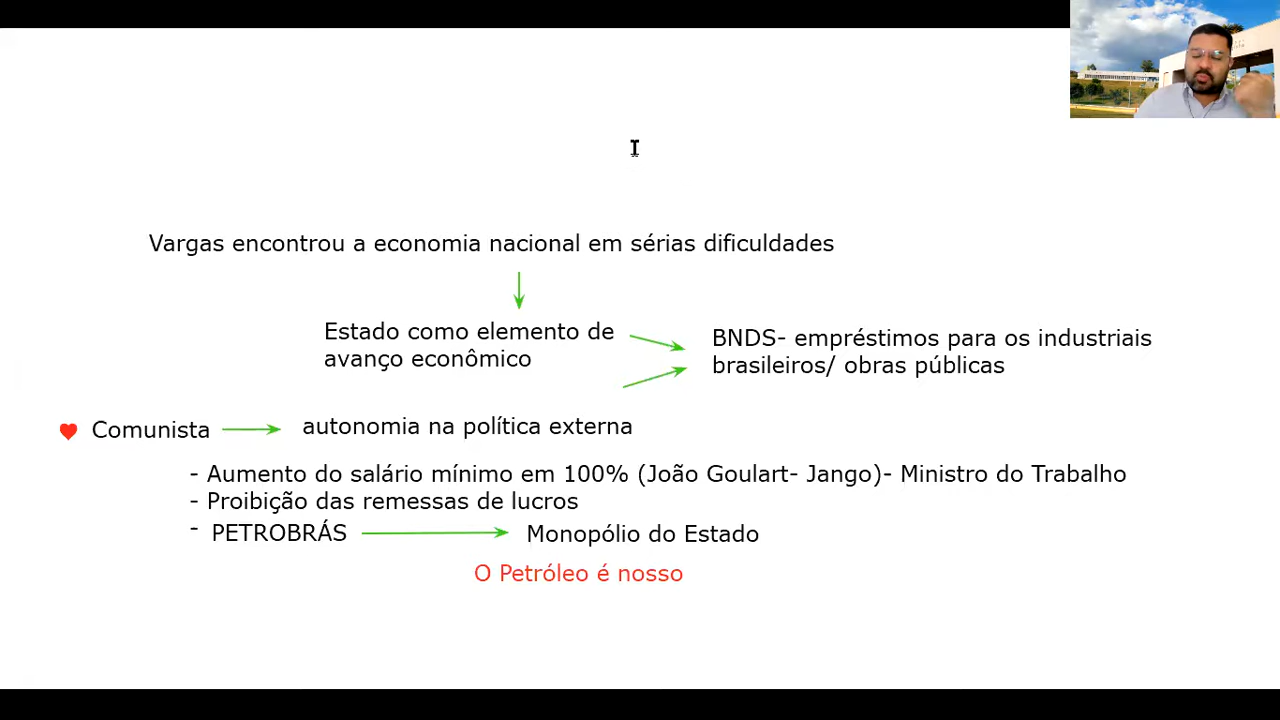 Vargas encontrou a economia nacional em sérias dificuldades
Estado como elemento de
avanço econômico
BNDS- empréstimos para os industriais
brasileiros/ obras públicas
Comunista
autonomia na política externa
- Aumento do salário mínimo em 100% (João Goulart- Jango)- Ministro do Trabalho
- Proibição das remessas de lucros
- PETROBRÁS
Monopólio do Estado
O Petróleo é nosso